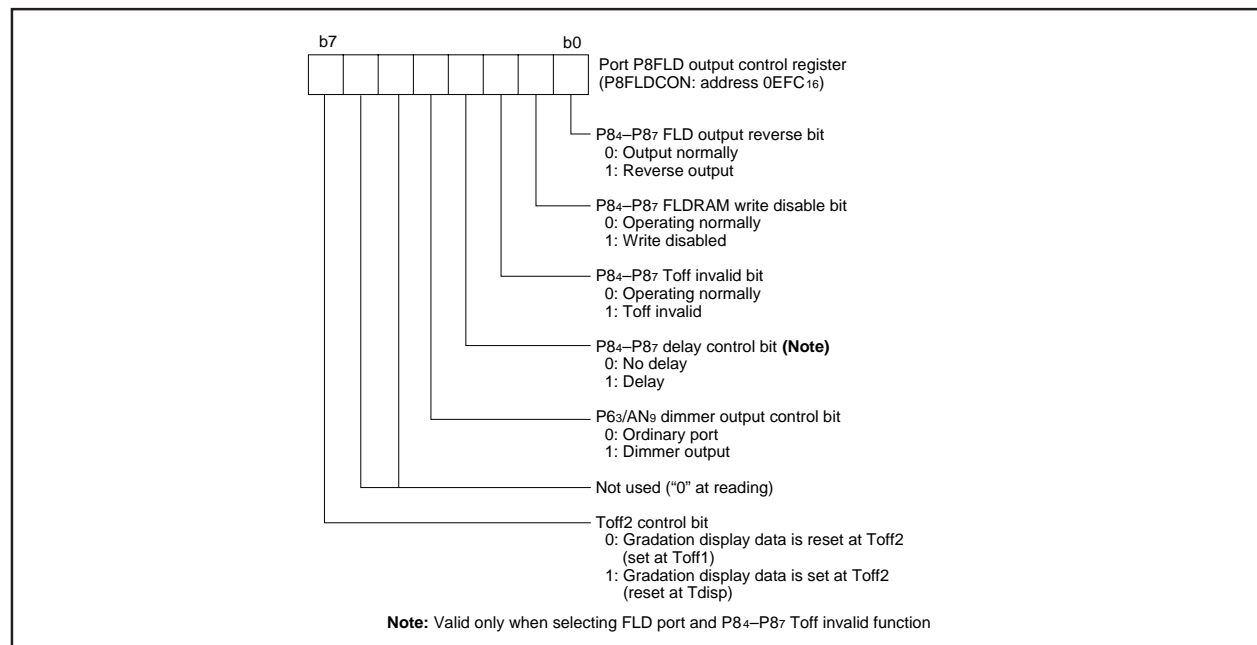 b7 b0
Port P8FLD output control register
(P8FLDCON: address 0EFC16)
P84–P87 FLD output reverse bit
0: Output normally
1: Reverse output
P84–P87 FLDRAM write disable bit
0: Operating normally
1: Write disabled
P84–P87 Toff invalid bit
0: Operating normally
1: Toff invalid
P84–P87 delay control bit (Note)
0: No delay
1: Delay
P63/AN9 dimmer output control bit
0: Ordinary port
1: Dimmer output
Not used (“0” at reading)
Toff2 control bit
0: Gradation display data is reset at Toff2
(set at Toff1)
1: Gradation display data is set at Toff2
(reset at Tdisp)
Note: Valid only when selecting FLD port and P84–P87 Toff invalid function